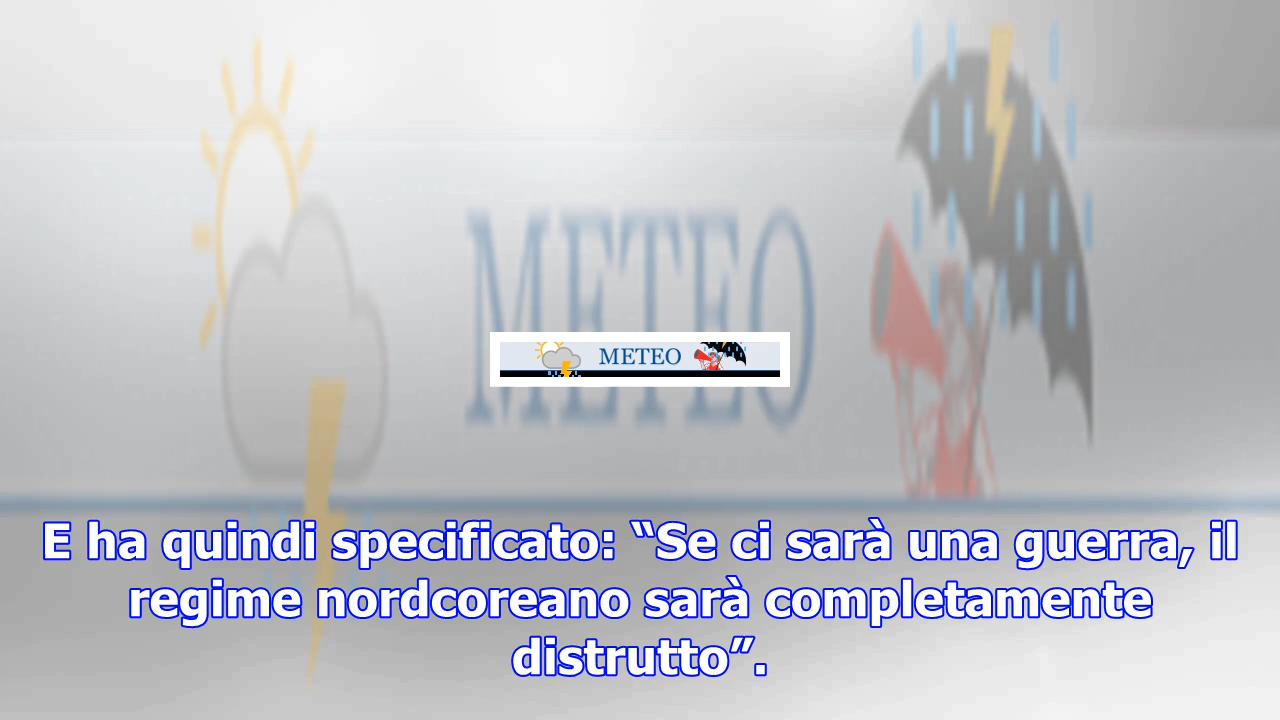 METEO
METEO
E ha quindi specificato: “Se ci sarà una guerra, il
regime nordcoreano sarà completamente
distrutto”.